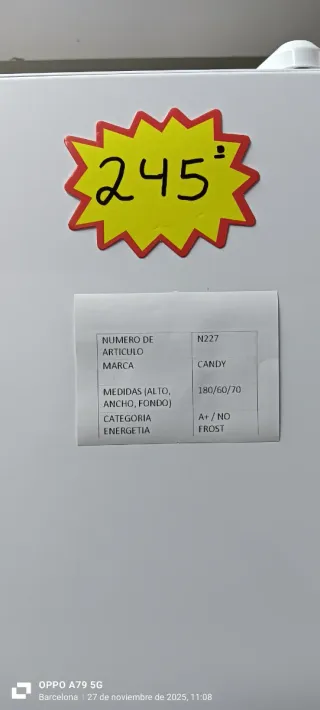 245
NUMERO DE
ARTICULO
N227
MARCA
CANDY
MEDIDAS (ALTO,
ANCHO, FONDO)
180/60/70
CATEGORIA
ENERGETIA
A+ / NO
FROST
OPPO A79 5G
Barcelona | 27 de noviembre de 2025, 11:08